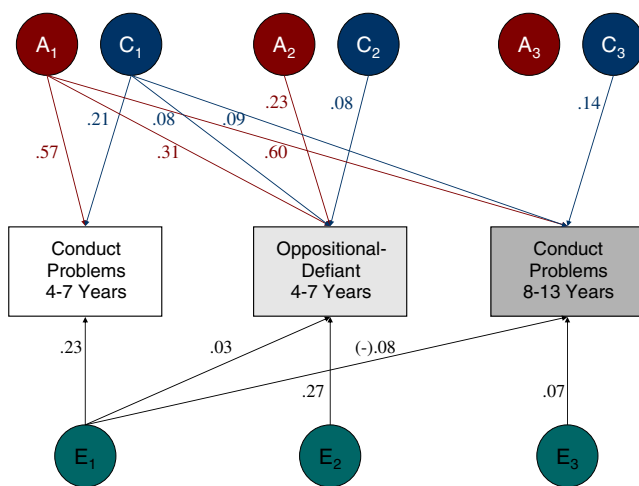 A1 C1 A2 C2 A3 C3
.57 .21 .08 .31 .09 .60 .23 .08 .14
Conduct
Problems
4-7 Years
Oppositional-
Defiant
4-7 Years
Conduct
Problems
8-13 Years
.23 .03 .27 (-).08 .07
E1 E2 E3